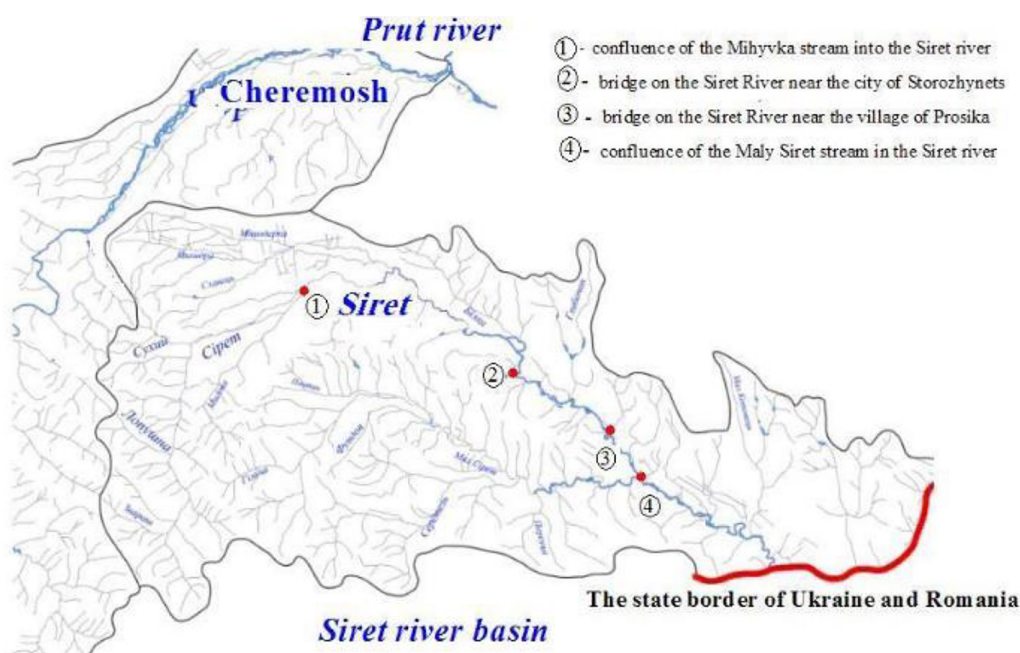 Prut river
Cheremosh
① - confluence of the Mihyvka stream into the Siret river
② - bridge on the Siret River near the city of Storozhynets
③ - bridge on the Siret River near the village of Prosika
④ - confluence of the Maly Siret stream in the Siret river
①
Siret
Сухий
Сірет
②
Лопушна
Мал Сірет
③
④
The state border of Ukraine and Romania
Siret river basin